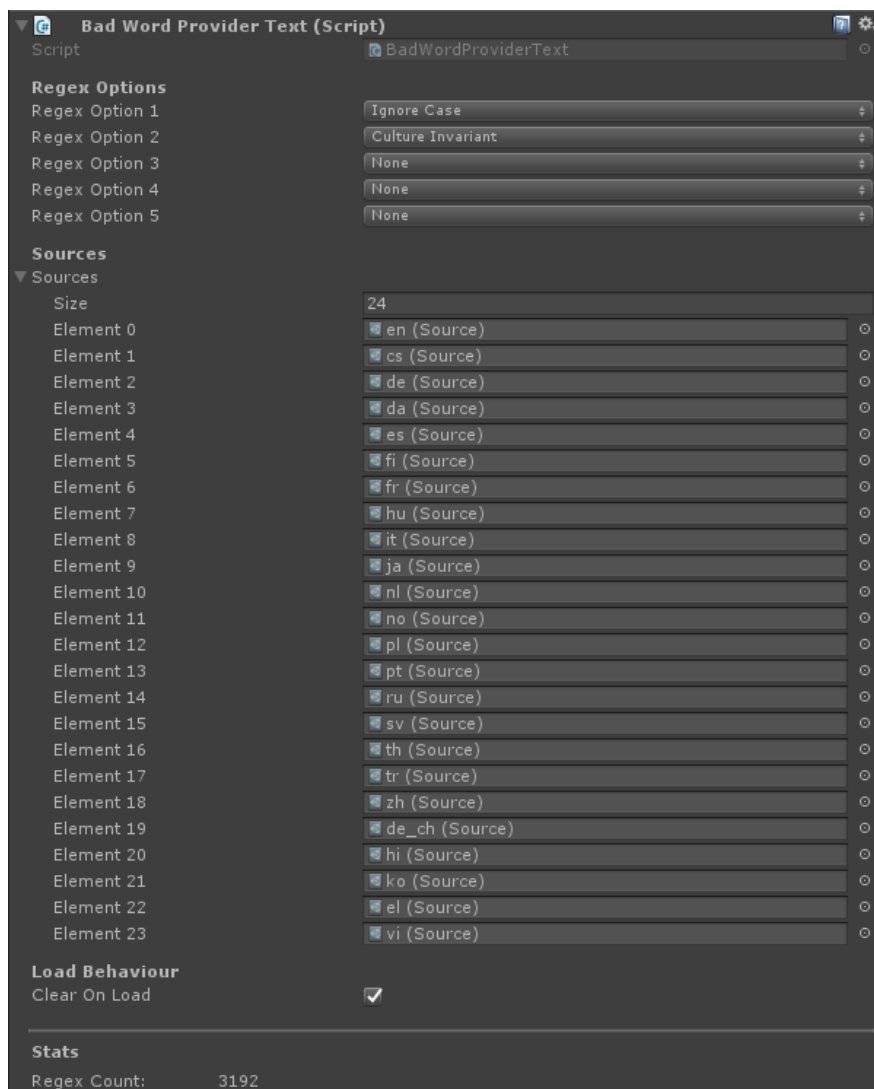 Bad Word Provider Text (Script)
Script BadWordProviderText
Regex Options
Regex Option 1 Ignore Case
Regex Option 2 Culture Invariant
Regex Option 3 None
Regex Option 4 None
Regex Option 5 None
Sources
Sources
Size 24
Element 0 en (Source)
Element 1 cs (Source)
Element 2 de (Source)
Element 3 da (Source)
Element 4 es (Source)
Element 5 fi (Source)
Element 6 fr (Source)
Element 7 hu (Source)
Element 8 it (Source)
Element 9 ja (Source)
Element 10 nl (Source)
Element 11 no (Source)
Element 12 pl (Source)
Element 13 pt (Source)
Element 14 ru (Source)
Element 15 sv (Source)
Element 16 th (Source)
Element 17 tr (Source)
Element 18 zh (Source)
Element 19 de_ch (Source)
Element 20 hi (Source)
Element 21 ko (Source)
Element 22 el (Source)
Element 23 vi (Source)
Load Behaviour
Clear On Load
Stats
Regex Count: 3192